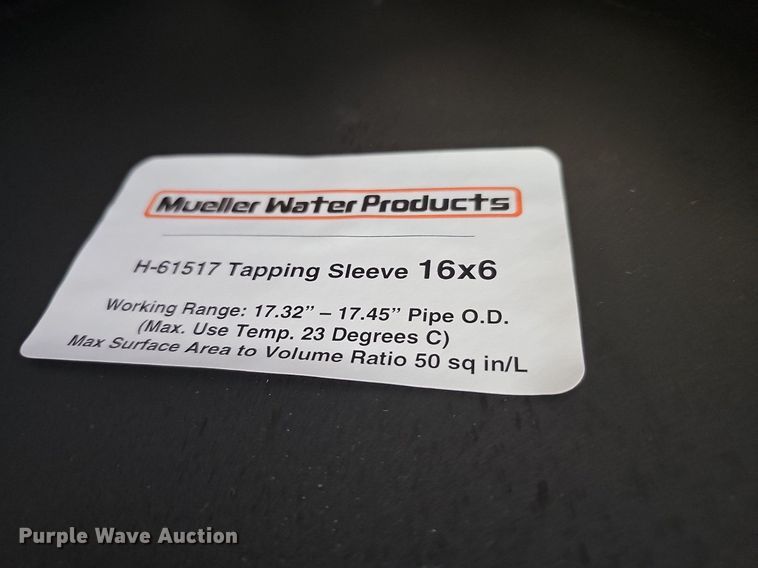 Mueller Water Products
H-61517 Tapping Sleeve 16x6
Working Range: 17.32” – 17.45” Pipe O.D.
(Max. Use Temp. 23 Degrees C)
Max Surface Area to Volume Ratio 50 sq in/L
Purple Wave Auction